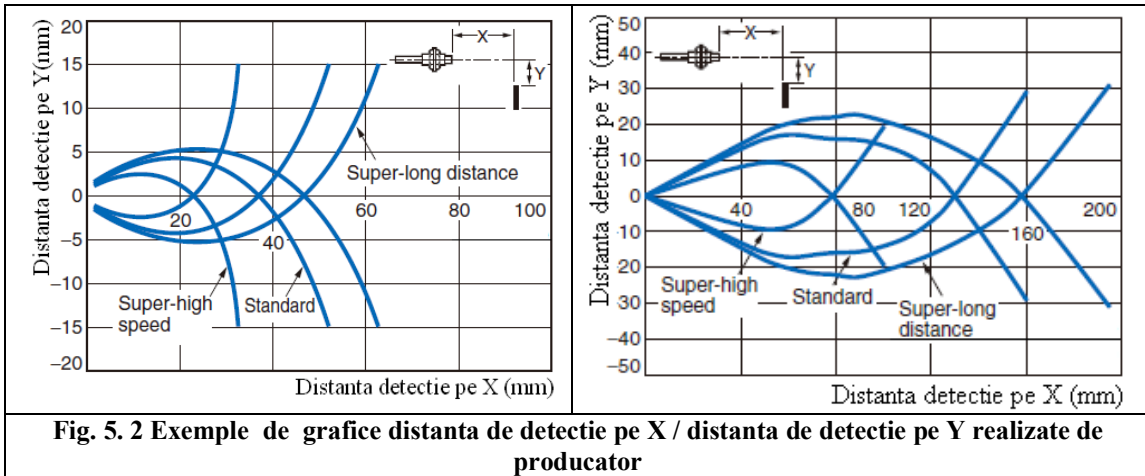 Distanta detectie pe Y(mm)
20
15
10
5
0
−5
−10
−15
−20
X
Y
Super-long distance
20
40
60
80
100
Super-high
speed
Standard
Distanta detectie pe X (mm)
Distanta detectie pe Y (mm)
50
40
30
20
10
0
−10
−20
−30
−40
−50
X
Y
40
80
120
160
200
Super-high
speed
Standard
Super-long
distance
Distanta detectie pe X (mm)
Fig. 5. 2 Exemple de grafice distanta de detectie pe X / distanta de detectie pe Y realizate de
producator